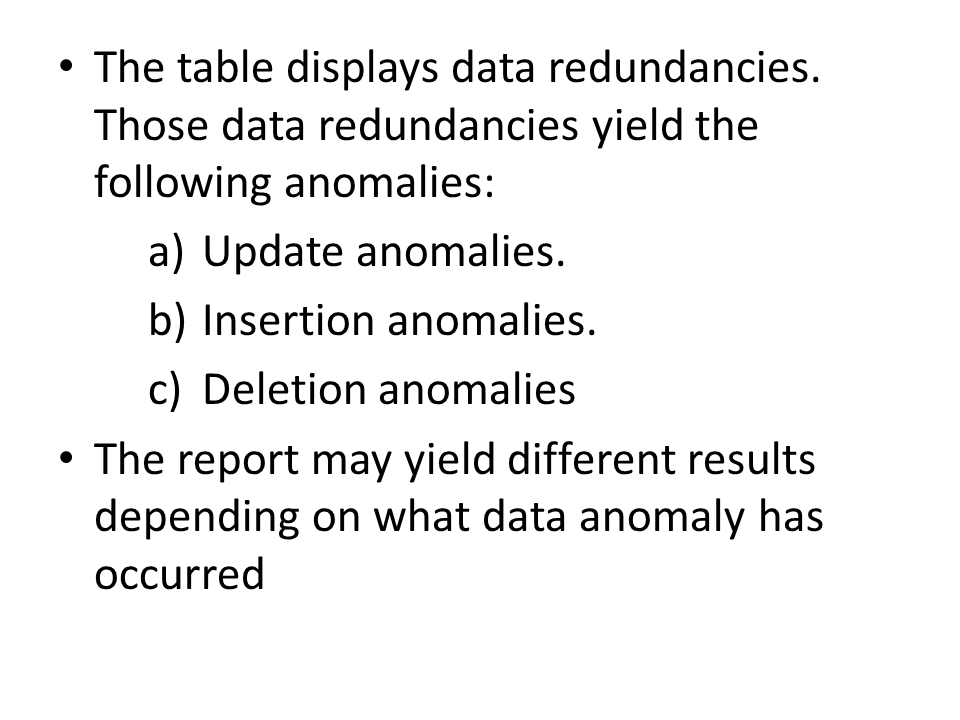 • The table displays data redundancies.
Those data redundancies yield the
following anomalies:
a) Update anomalies.
b) Insertion anomalies.
c) Deletion anomalies
• The report may yield different results
depending on what data anomaly has
occurred